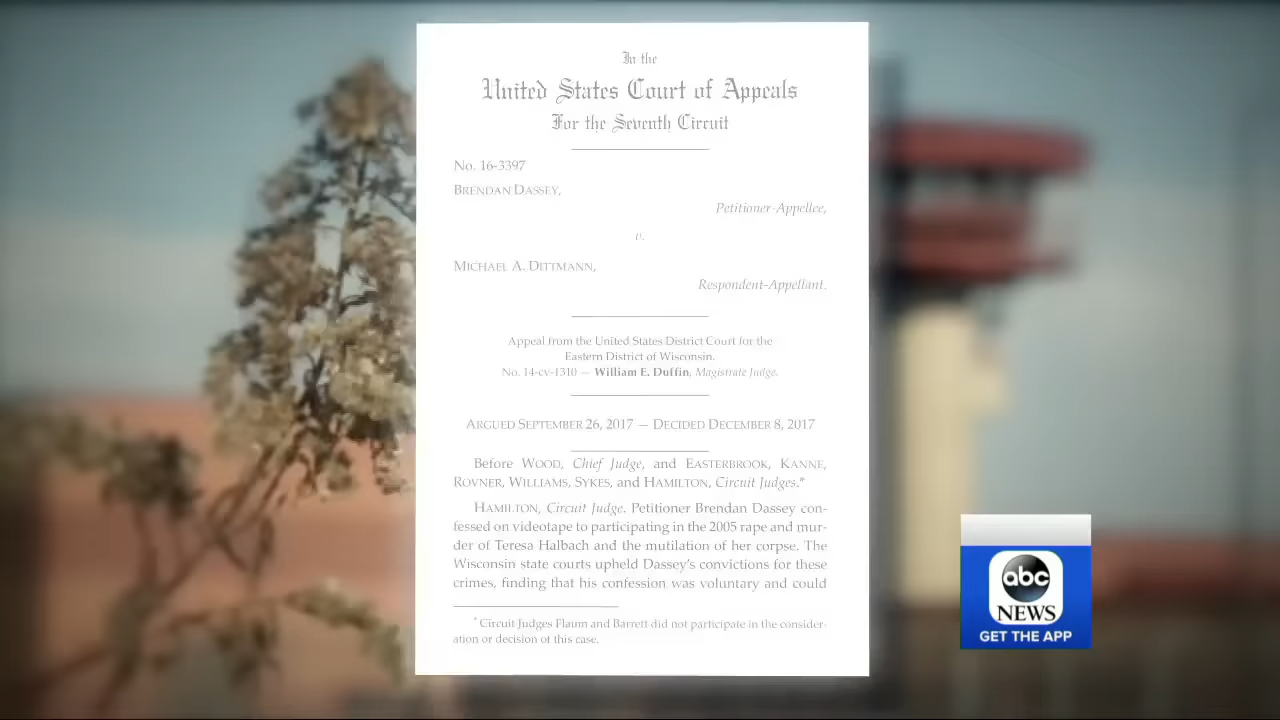 In the
United States Court of Appeals
For the Seventh Circuit
No. 16-3397
BRENDAN DASSEY,
Petitioner-Appellee,
v.
MICHAEL A. DITTMANN,
Respondent-Appellant.
Appeal from the United States District Court for the
Eastern District of Wisconsin.
No. 14-cv-1310 — William E. Duffin, Magistrate Judge.
ARGUED SEPTEMBER 26, 2017 — DECIDED DECEMBER 8, 2017
Before WOOD, Chief Judge, and EASTERBROOK, KANNE,
ROVNER, WILLIAMS, SYKES, and HAMILTON, Circuit Judges.*
HAMILTON, Circuit Judge. Petitioner Brendan Dassey con-
fessed on videotape to participating in the 2005 rape and mur-
der of Teresa Halbach and the mutilation of her corpse. The
Wisconsin state courts upheld Dassey's convictions for these
crimes, finding that his confession was voluntary and could
* Circuit Judges Flaum and Barrett did not participate in the consider-
ation or decision of this case.
abc
NEWS
GET THE APP